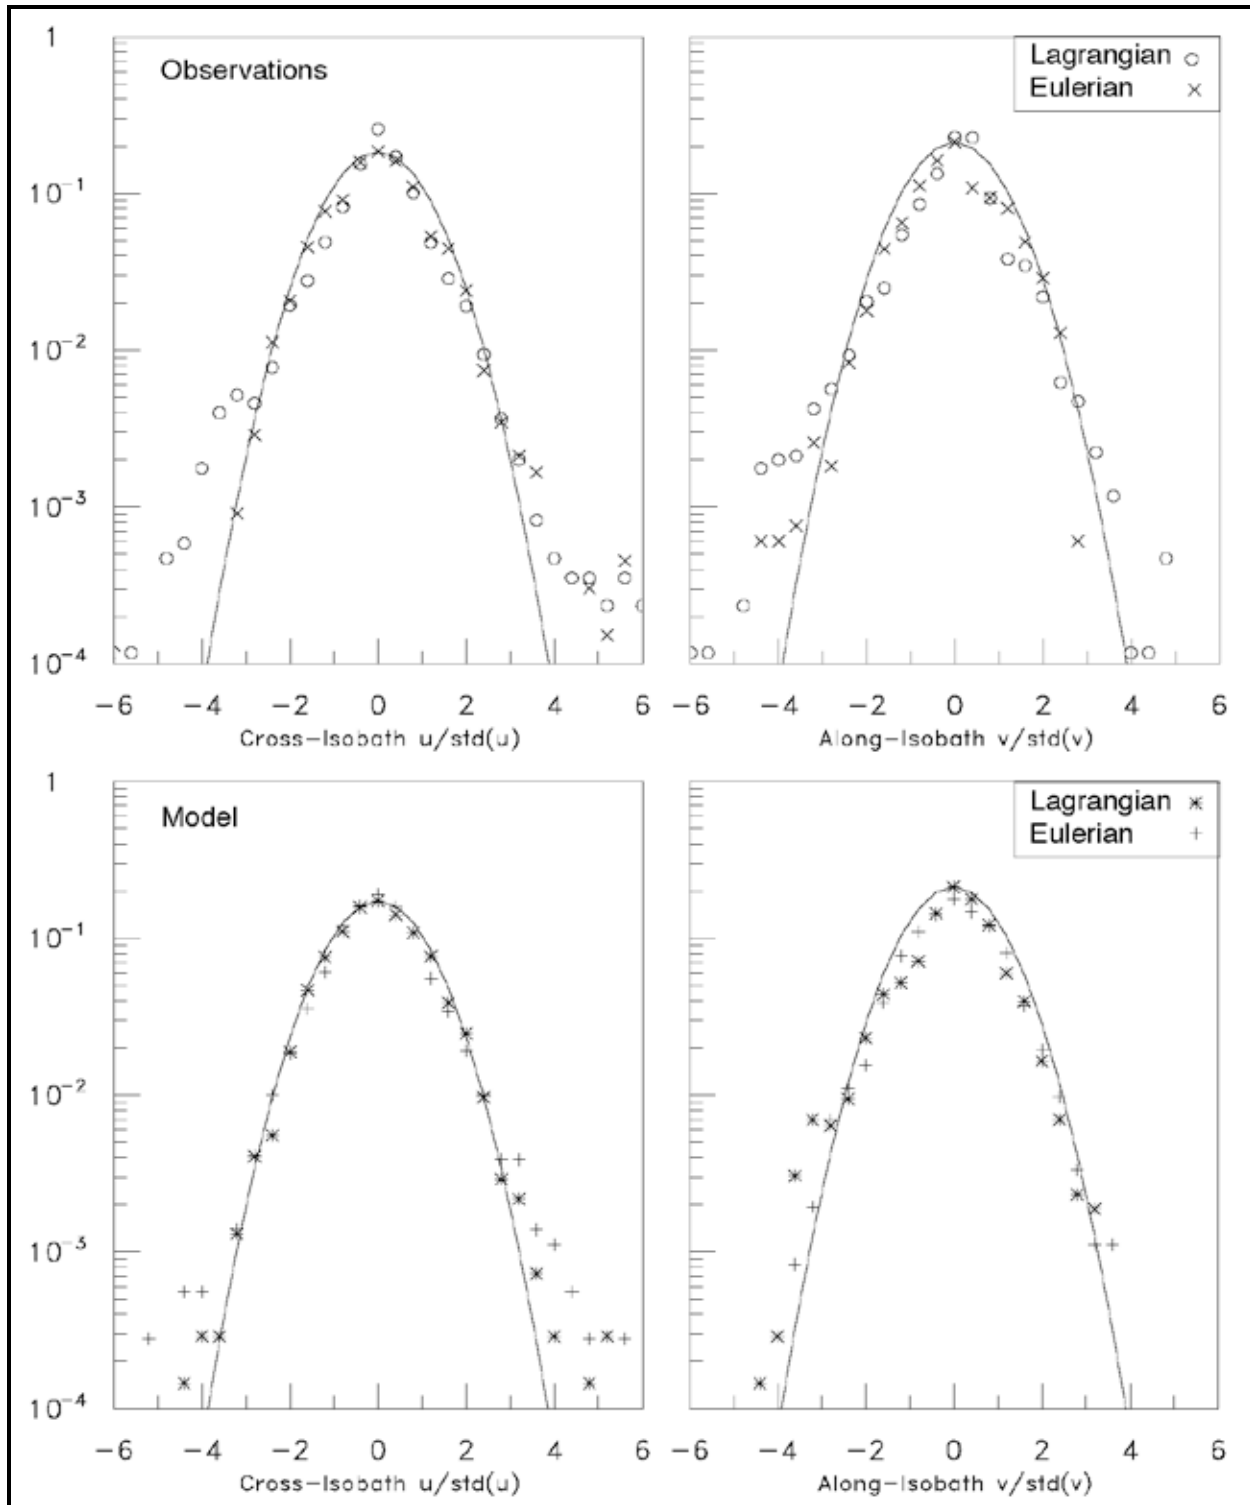 Observations
Lagrangian
Eulerian
1
10⁻¹
10⁻²
10⁻³
10⁻⁴
−6 −4 −2 0 2 4 6
Cross−Isobath u/std(u)
−6 −4 −2 0 2 4 6
Along−Isobath v/std(v)
Model
Lagrangian
Eulerian
1
10⁻¹
10⁻²
10⁻³
10⁻⁴
−6 −4 −2 0 2 4 6
Cross−Isobath u/std(u)
−6 −4 −2 0 2 4 6
Along−Isobath v/std(v)